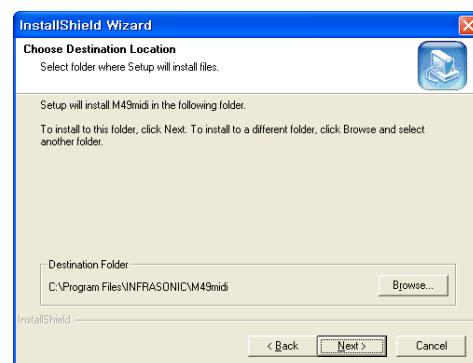 InstallShield Wizard
Choose Destination Location
Select folder where Setup will install files.
Setup will install M49midi in the following folder.
To install to this folder, click Next. To install to a different folder, click Browse and select
another folder.
Destination Folder
C:\Program Files\INFRASONIC\M49midi
Browse...
InstallShield
< Back
Next >
Cancel